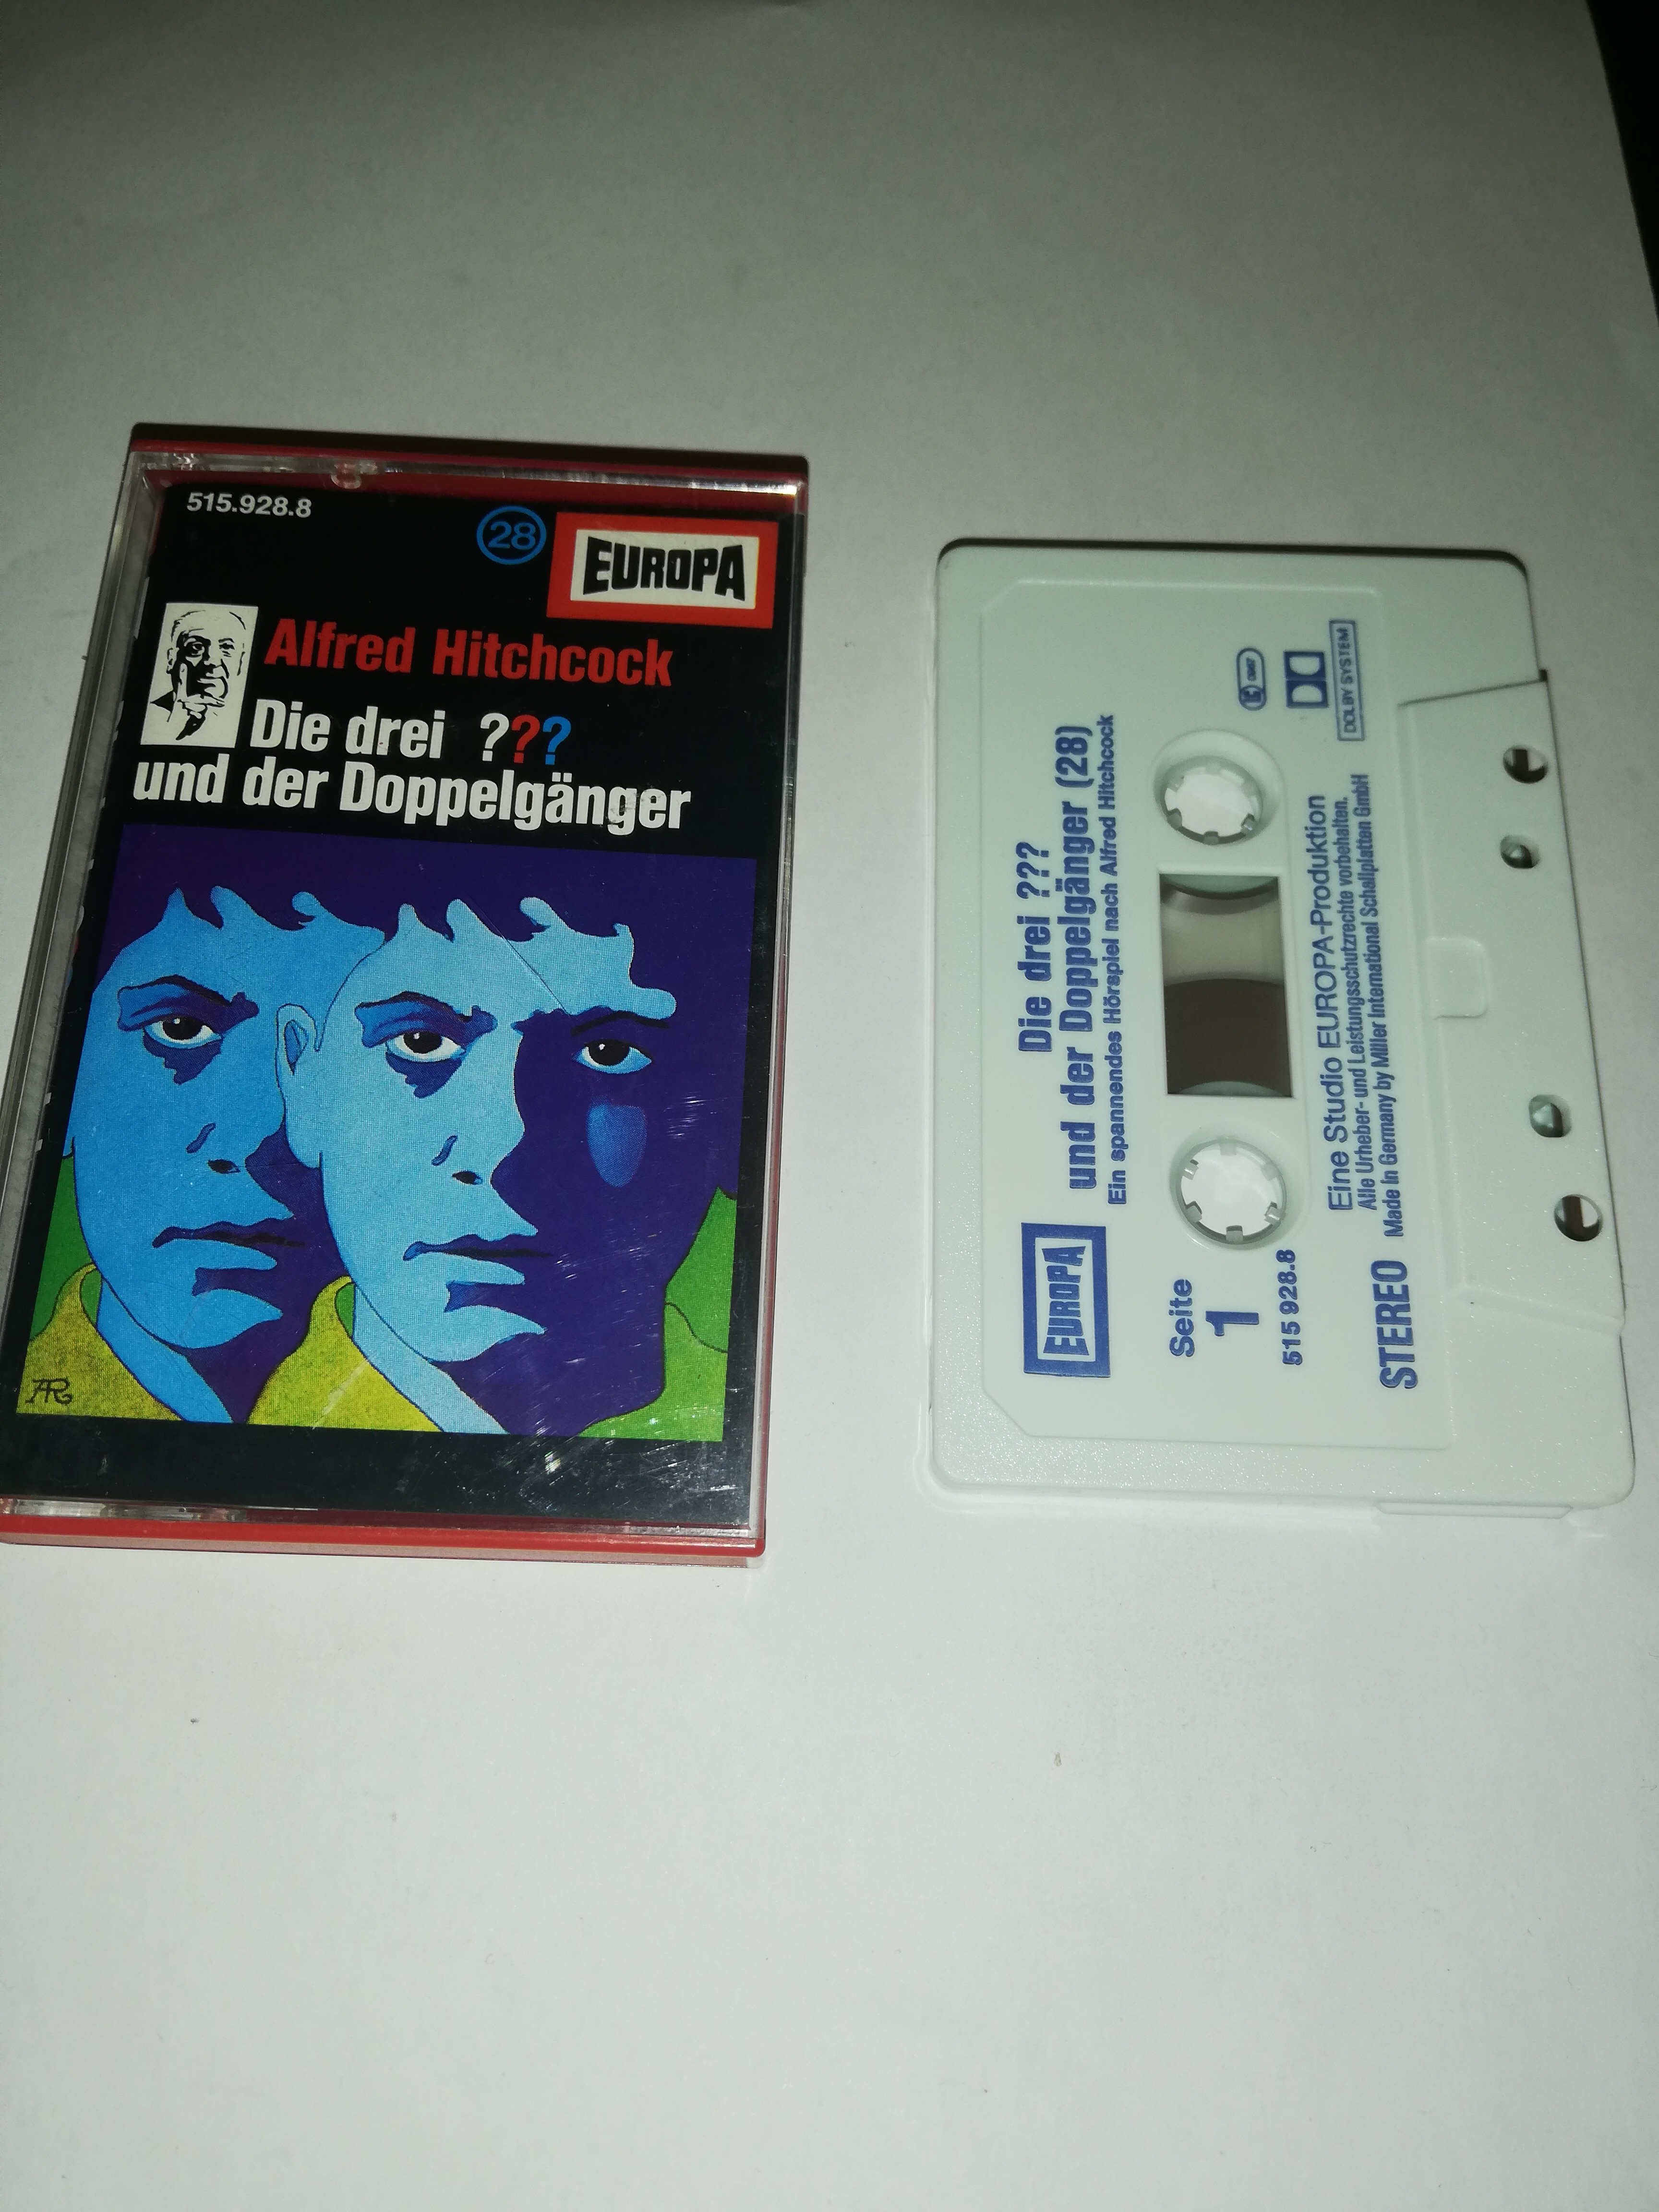 515.928.8
28
EUROPA
Alfred Hitchcock
Die drei ???
und der Doppelgänger
AR
EUROPA
Die drei ???
und der Doppelgänger (28)
Ein spannendes Hörspiel nach Alfred Hitchcock
Seite
1
515 928.8
STEREO
Eine Studio EUROPA-Produktion
Alle Urheber- und Leistungsschutzrechte vorbehalten.
Made in Germany by Miller International Schallplatten GmbH
DOLBY SYSTEM